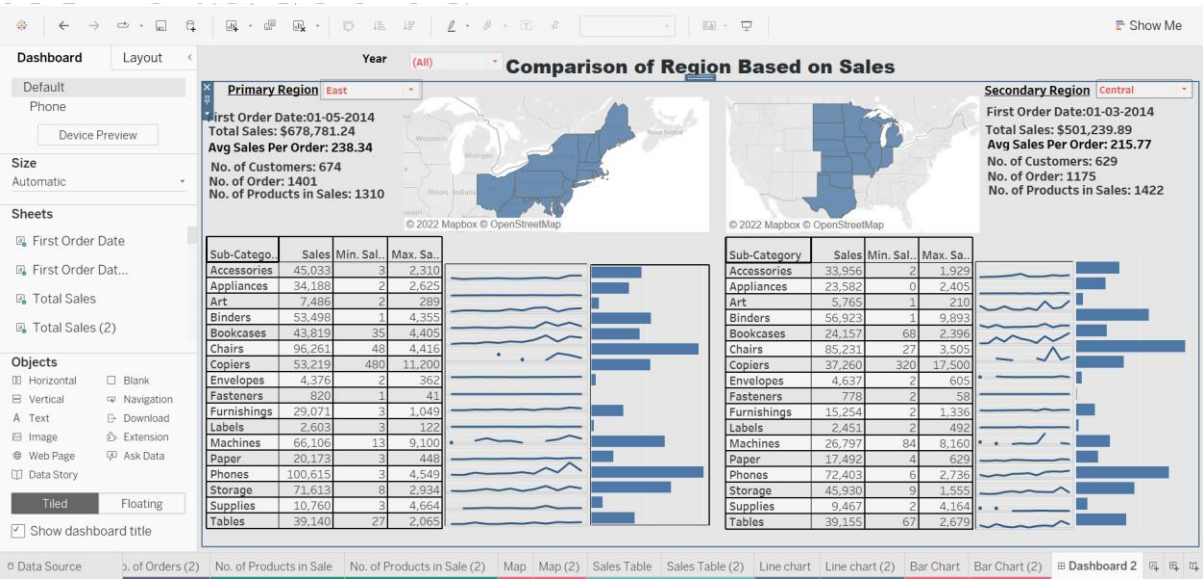 Show Me
Dashboard
Layout
Default
Phone
Device Preview
Size
Automatic
Sheets
First Order Date
First Order Dat...
Total Sales
Total Sales (2)
Objects
Horizontal Blank
Vertical Navigation
A Text Download
Image Extension
Web Page Ask Data
Data Story
Tiled Floating
Show dashboard title
Year (All)
Comparison of Region Based on Sales
Primary Region East
First Order Date:01-05-2014
Total Sales: $678,781.24
Avg Sales Per Order: 238.34
No. of Customers: 674
No. of Order: 1401
No. of Products in Sales: 1310
Wisconsin
Michigan
Illinois Indiana
Nova Scotia
© 2022 Mapbox © OpenStreetMap
Sub-Catego.. Sales Min. Sal.. Max. Sa..
Accessories 45,033 3 2,310
Appliances 34,188 2 2,625
Art 7,486 2 289
Binders 53,498 1 4,355
Bookcases 43,819 35 4,405
Chairs 96,261 48 4,416
Copiers 53,219 480 11,200
Envelopes 4,376 2 362
Fasteners 820 1 41
Furnishings 29,071 3 1,049
Labels 2,603 3 122
Machines 66,106 13 9,100
Paper 20,173 3 448
Phones 100,615 3 4,549
Storage 71,613 8 2,934
Supplies 10,760 3 4,664
Tables 39,140 27 2,065
Secondary Region Central
First Order Date:01-03-2014
Total Sales: $501,239.89
Avg Sales Per Order: 215.77
No. of Customers: 629
No. of Order: 1175
No. of Products in Sales: 1422
© 2022 Mapbox © OpenStreetMap
Sub-Category Sales Min. Sal.. Max. Sa..
Accessories 33,956 2 1,929
Appliances 23,582 0 2,405
Art 5,765 1 210
Binders 56,923 1 9,893
Bookcases 24,157 68 2,396
Chairs 85,231 27 3,505
Copiers 37,260 320 17,500
Envelopes 4,637 2 605
Fasteners 778 2 58
Furnishings 15,254 2 1,336
Labels 2,451 2 492
Machines 26,797 84 8,160
Paper 17,492 4 629
Phones 72,403 6 2,736
Storage 45,930 9 1,555
Supplies 9,467 2 4,164
Tables 39,155 67 2,679
Data Source
o. of Orders (2)
No. of Products in Sale
No. of Products in Sale (2)
Map
Map (2)
Sales Table
Sales Table (2)
Line chart
Line chart (2)
Bar Chart
Bar Chart (2)
Dashboard 2